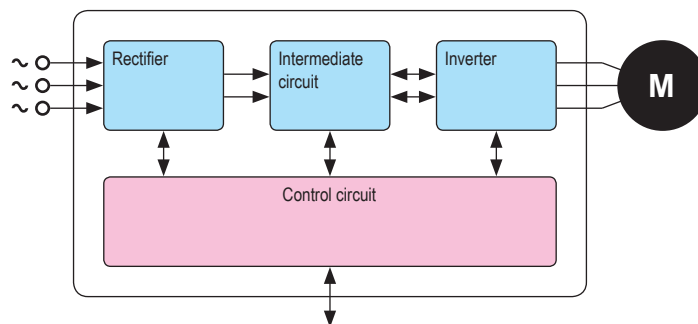 Rectifier
Intermediate
circuit
Inverter
M
Control circuit